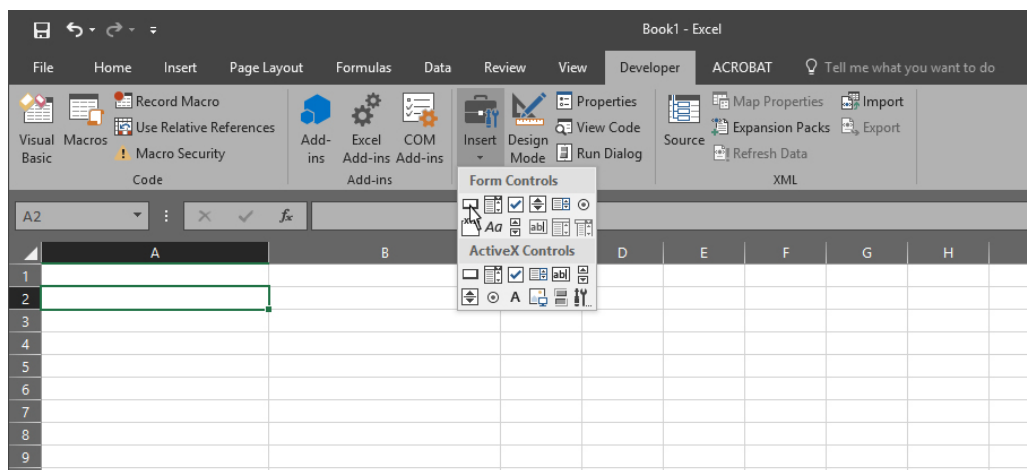 Book1 - Excel
File Home Insert Page Layout Formulas Data Review View Developer ACROBAT Tell me what you want to do
Visual Basic
Macros
Record Macro
Use Relative References
Macro Security
Code
Add-ins
Excel Add-ins
COM Add-ins
Add-ins
Insert
Design Mode
Properties
View Code
Run Dialog
Source
Map Properties
Expansion Packs
Refresh Data
Import
Export
XML
Form Controls
Aa ab|
ActiveX Controls
ab|
A
A2 fx
A B D E F G H
1
2
3
4
5
6
7
8
9